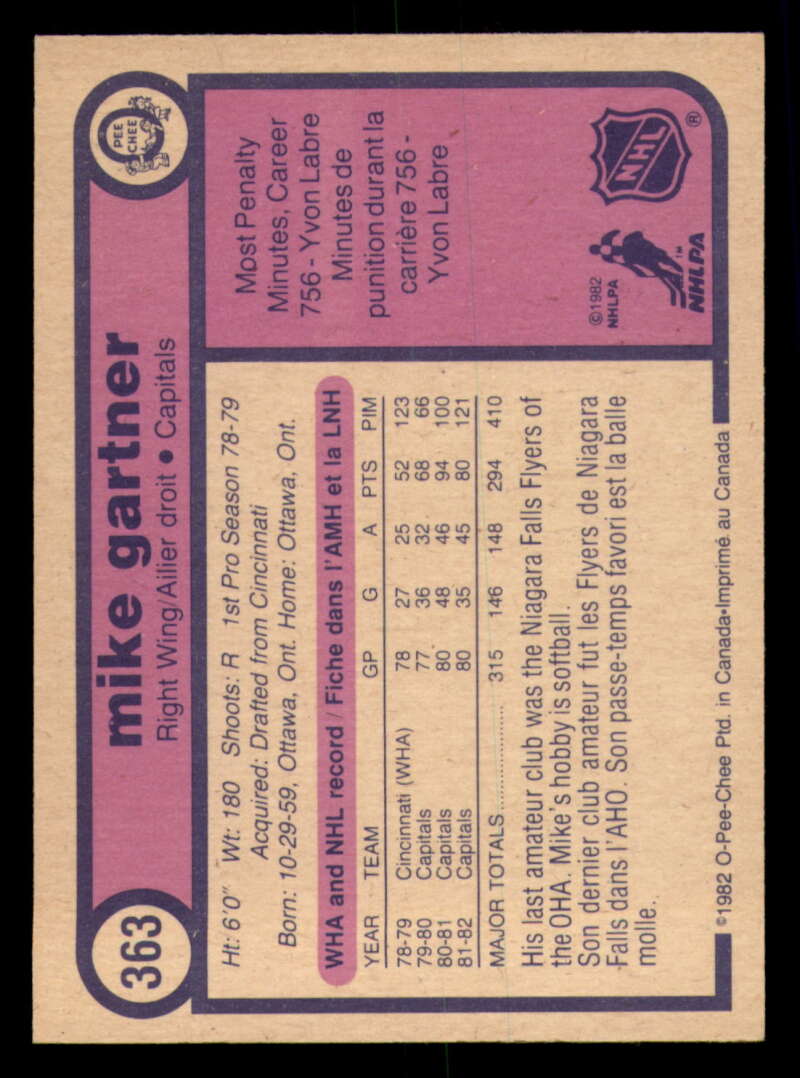 363
mike gartner
Right Wing/Ailier droit • Capitals
O PEE CHEE
Ht: 6'0" Wt: 180 Shoots: R 1st Pro Season 78-79
Acquired: Drafted from Cincinnati
Born: 10-29-59, Ottawa, Ont. Home: Ottawa, Ont.
WHA and NHL record / Fiche dans l'AMH et la LNH
YEAR TEAM GP G A PTS PIM
78-79 Cincinnati (WHA) 78 27 25 52 123
79-80 Capitals 77 36 32 68 66
80-81 Capitals 80 48 46 94 100
81-82 Capitals 80 35 45 80 121
MAJOR TOTALS 315 146 148 294 410
His last amateur club was the Niagara Falls Flyers of
the OHA. Mike's hobby is softball.
Son dernier club amateur fut les Flyers de Niagara
Falls dans l'AHO. Son passe-temps favori est la balle
molle.
Most Penalty
Minutes, Career
756 - Yvon Labre
Minutes de
punition durant la
carrière 756 -
Yvon Labre
©1982
NHLPA
NHLPA™
NHL ®
©1982 O-Pee-Chee Ptd. in Canada•Imprimé au Canada